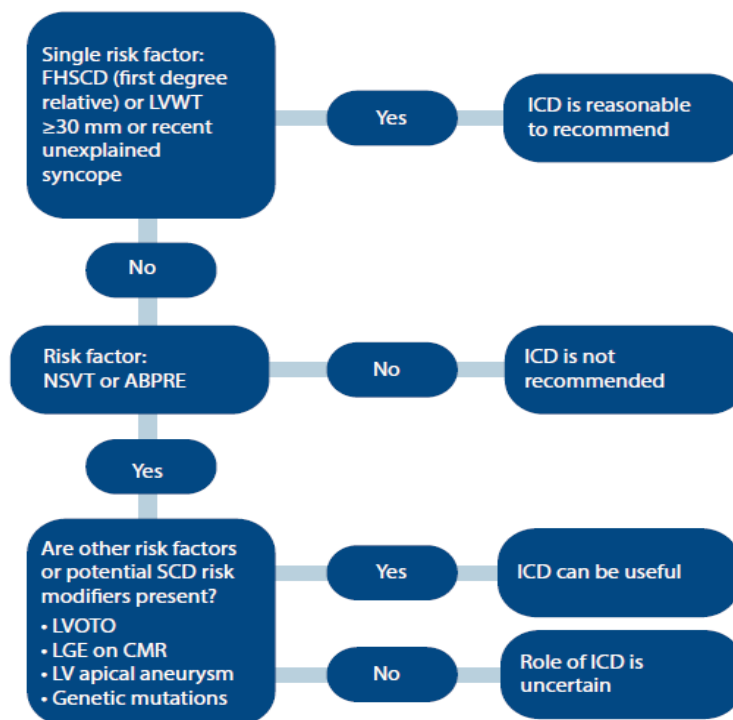 Single risk factor:
FHSCD (first degree
relative) or LVWT
≥30 mm or recent
unexplained
syncope
Yes
ICD is reasonable
to recommend
No
Risk factor:
NSVT or ABPRE
No
ICD is not
recommended
Yes
Are other risk factors
or potential SCD risk
modifiers present?
• LVOTO
• LGE on CMR
• LV apical aneurysm
• Genetic mutations
Yes
ICD can be useful
No
Role of ICD is
uncertain